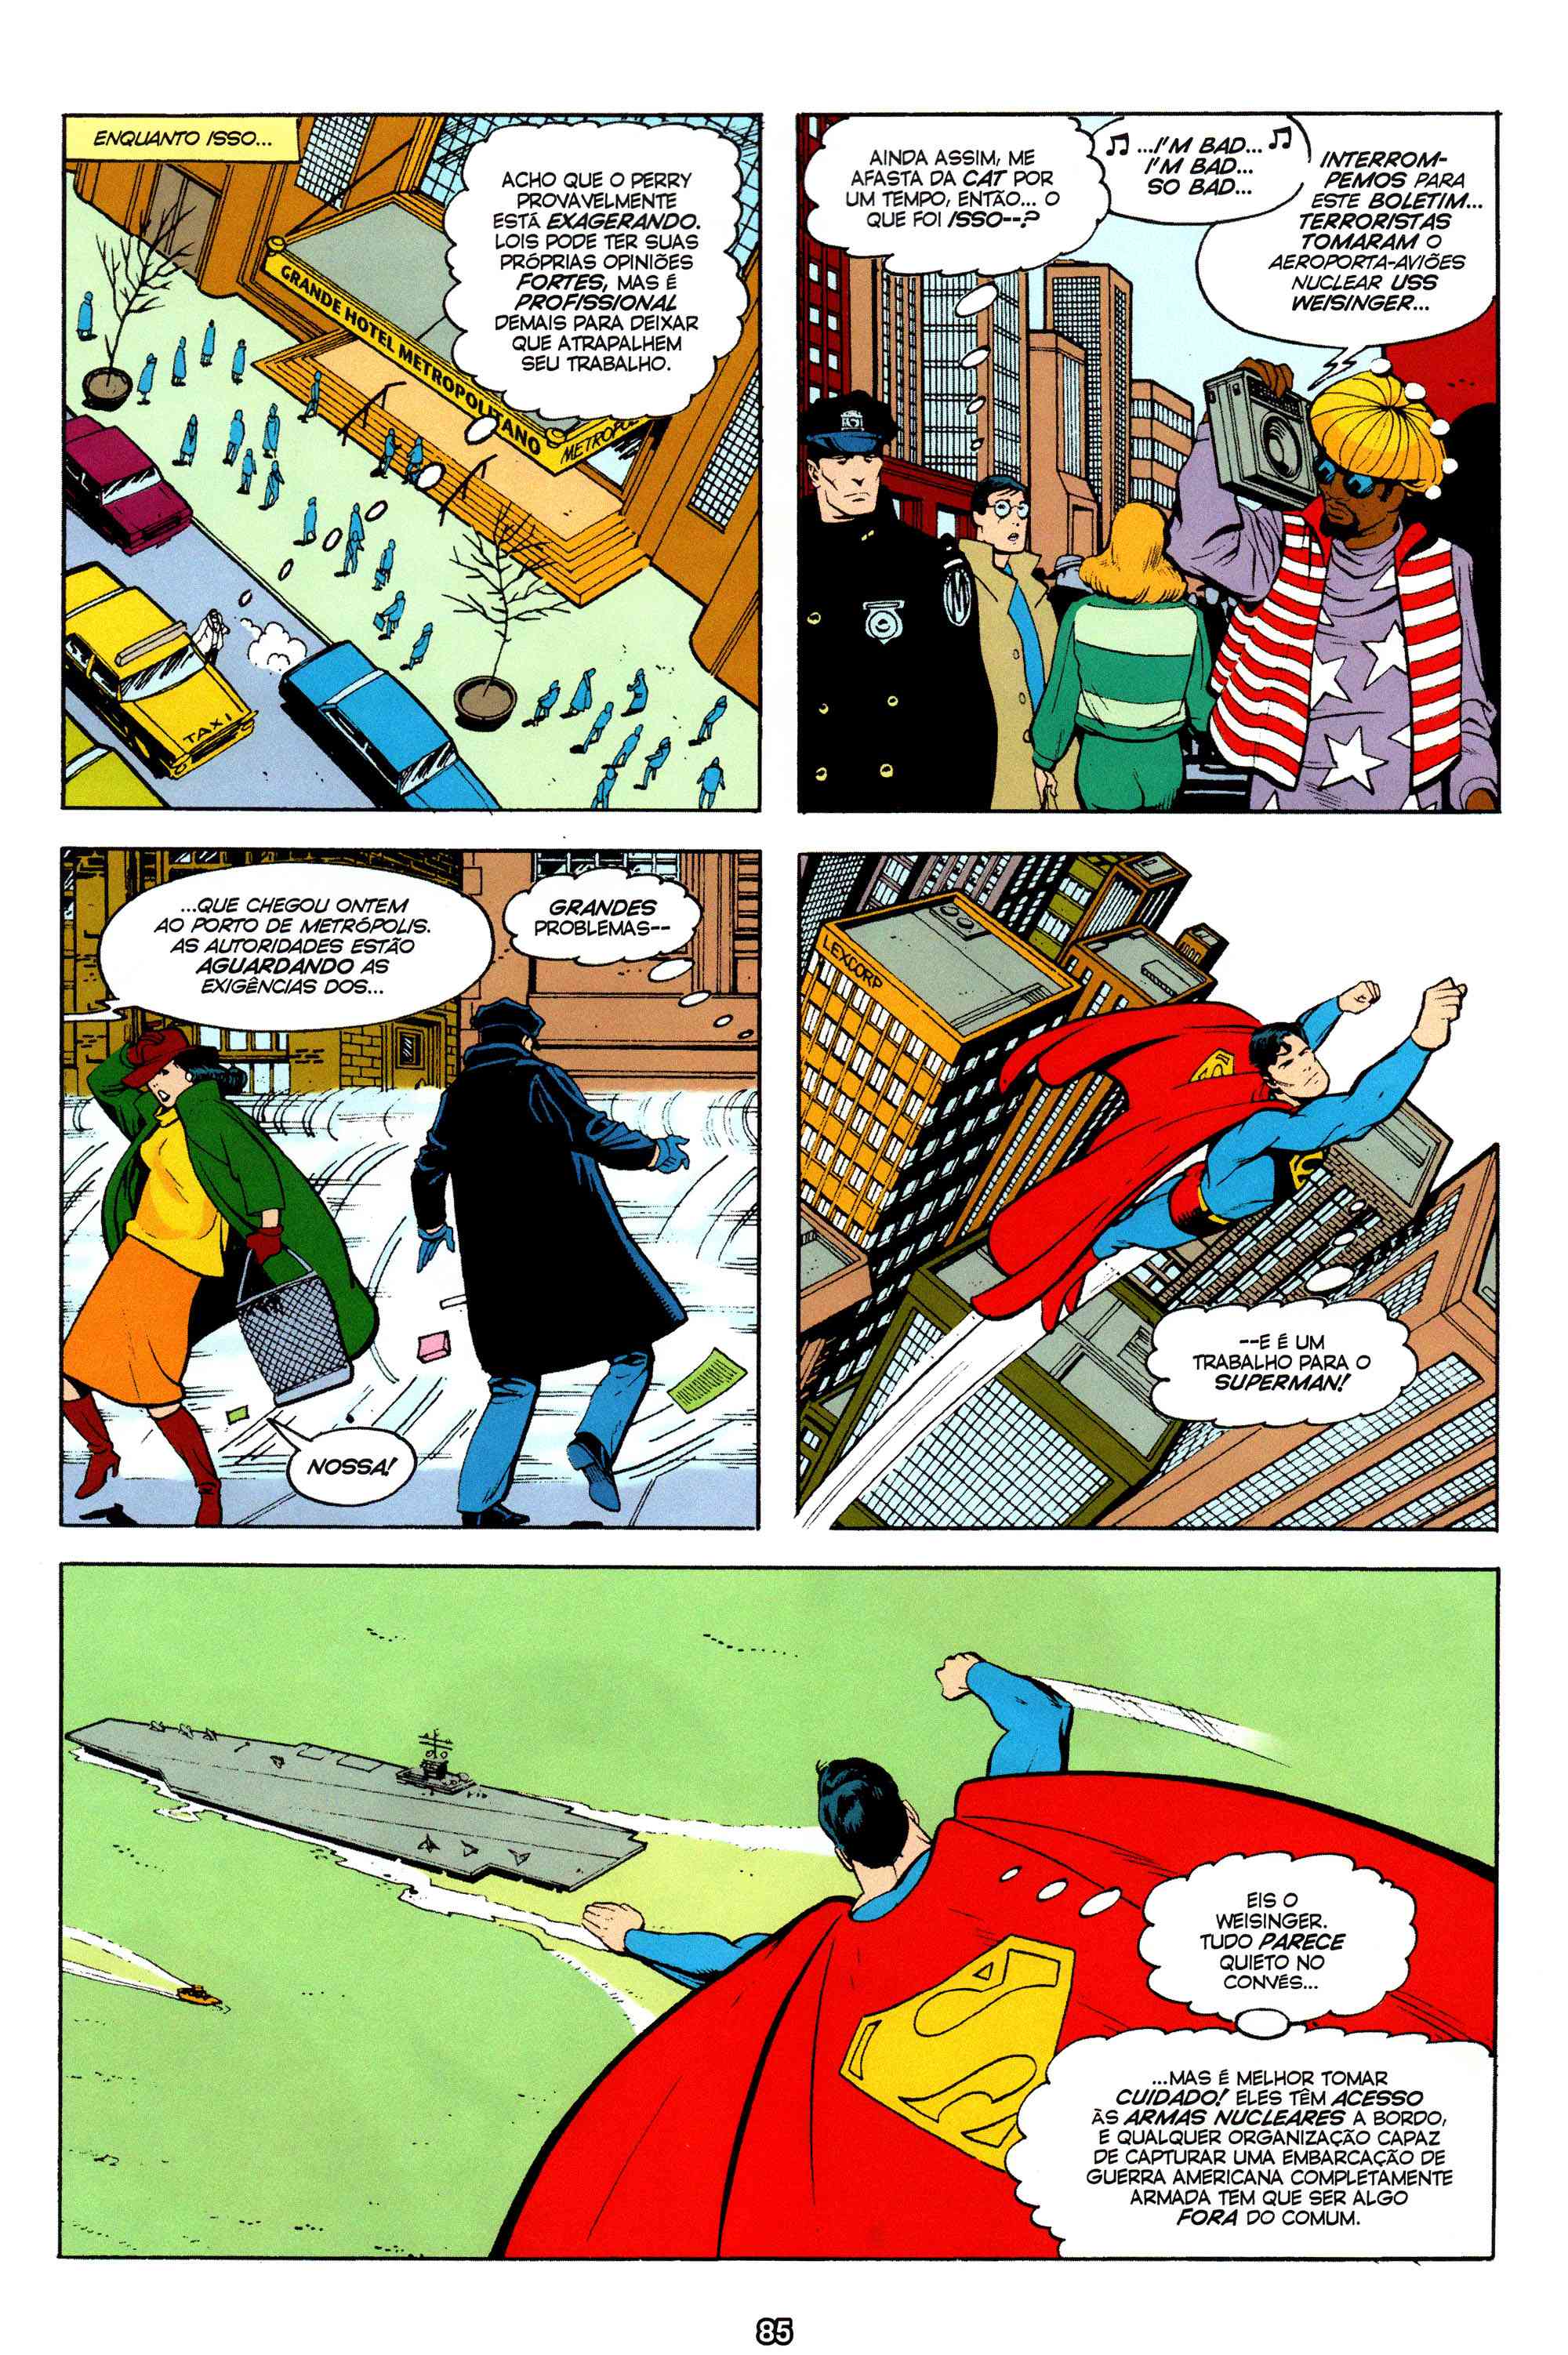 ENQUANTO ISSO...
ACHO QUE O PERRY
PROVAVELMENTE
ESTÁ EXAGERANDO.
LOIS PODE TER SUAS
PRÓPRIAS OPINIÕES
FORTES, MAS É
PROFISSIONAL
DEMAIS PARA DEIXAR
QUE ATRAPALHEM
SEU TRABALHO.
GRANDE HOTEL METROPOLITANO
METROPOL
TAXI
AINDA ASSIM, ME
AFASTA DA CAT POR
UM TEMPO, ENTÃO... O
QUE FOI ISSO--?
♫ ...I'M BAD... ♫
I'M BAD...
SO BAD...
INTERROM-
PEMOS PARA
ESTE BOLETIM...
TERRORISTAS
TOMARAM O
AEROPORTA-AVIÕES
NUCLEAR USS
WEISINGER...
...QUE CHEGOU ONTEM
AO PORTO DE METRÓPOLIS.
AS AUTORIDADES ESTÃO
AGUARDANDO AS
EXIGÊNCIAS DOS...
GRANDES
PROBLEMAS--
NOSSA!
LEXCORP
--E É UM
TRABALHO PARA O
SUPERMAN!
EIS O
WEISINGER.
TUDO PARECE
QUIETO NO
CONVÉS...
...MAS É MELHOR TOMAR
CUIDADO! ELES TÊM ACESSO
ÀS ARMAS NUCLEARES A BORDO,
E QUALQUER ORGANIZAÇÃO CAPAZ
DE CAPTURAR UMA EMBARCAÇÃO DE
GUERRA AMERICANA COMPLETAMENTE
ARMADA TEM QUE SER ALGO
FORA DO COMUM.
85